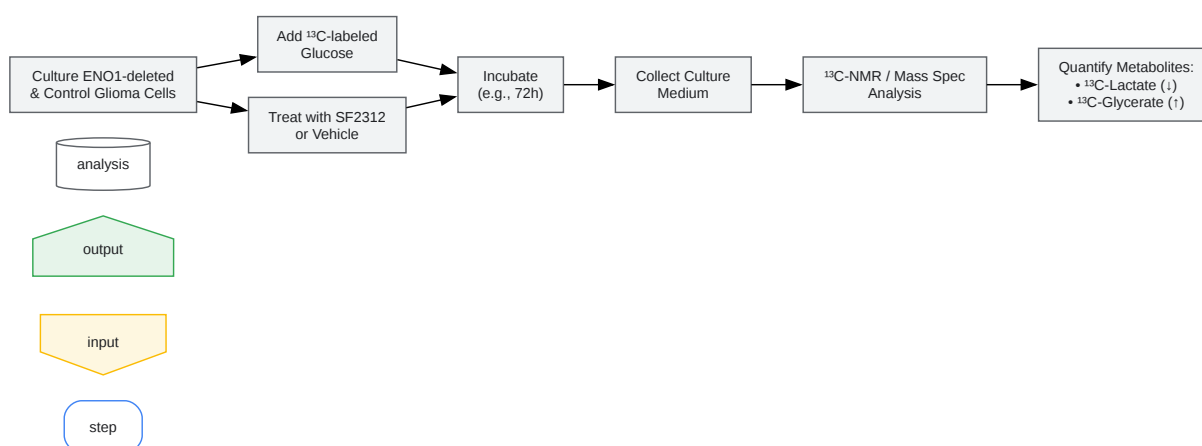 Culture ENO1-deleted
& Control Glioma Cells
Add ¹³C-labeled
Glucose
Treat with SF2312
or Vehicle
Incubate
(e.g., 72h)
Collect Culture
Medium
¹³C-NMR / Mass Spec
Analysis
Quantify Metabolites:
• ¹³C-Lactate (↓)
• ¹³C-Glycerate (↑)
analysis
output
input
step